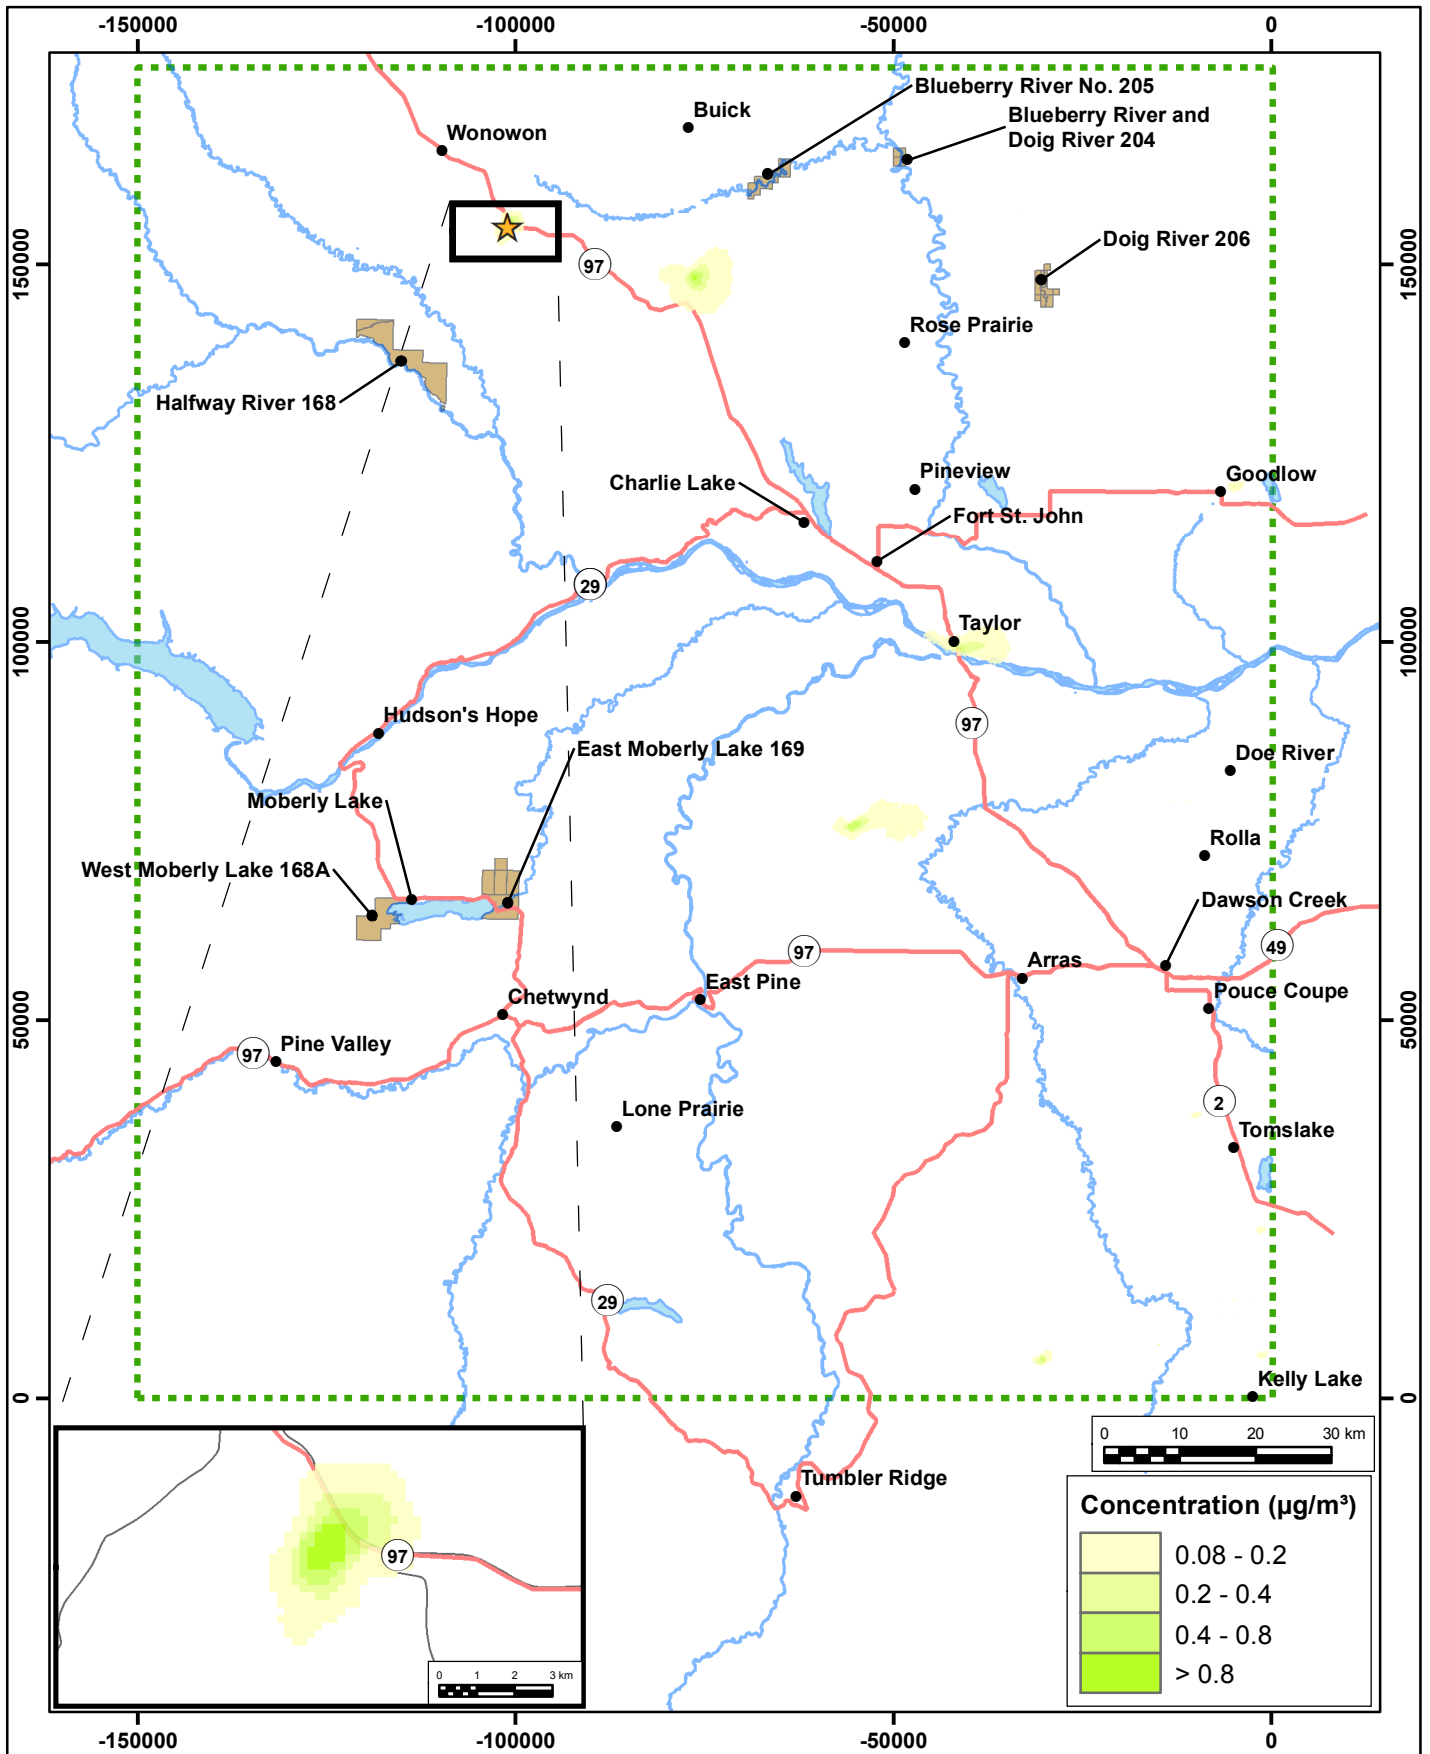 -150000
-100000
-50000
0
Blueberry River No. 205
Buick
Blueberry River and
Doig River 204
Wonowon
150000
150000
Doig River 206
97
Rose Prairie
Halfway River 168
Pineview
Goodlow
Charlie Lake
Fort St. John
29
Taylor
100000
100000
Hudson's Hope
97
East Moberly Lake 169
Doe River
Moberly Lake
Rolla
West Moberly Lake 168A
Dawson Creek
97
49
Arras
East Pine
Pouce Coupe
Chetwynd
50000
50000
Pine Valley
97
2
Lone Prairie
Tomslake
29
Kelly Lake
0
0
0 10 20 30 km
Tumbler Ridge
Concentration (µg/m³)
0.08 - 0.2
0.2 - 0.4
0.4 - 0.8
> 0.8
97
0 1 2 3 km
-150000
-100000
-50000
0